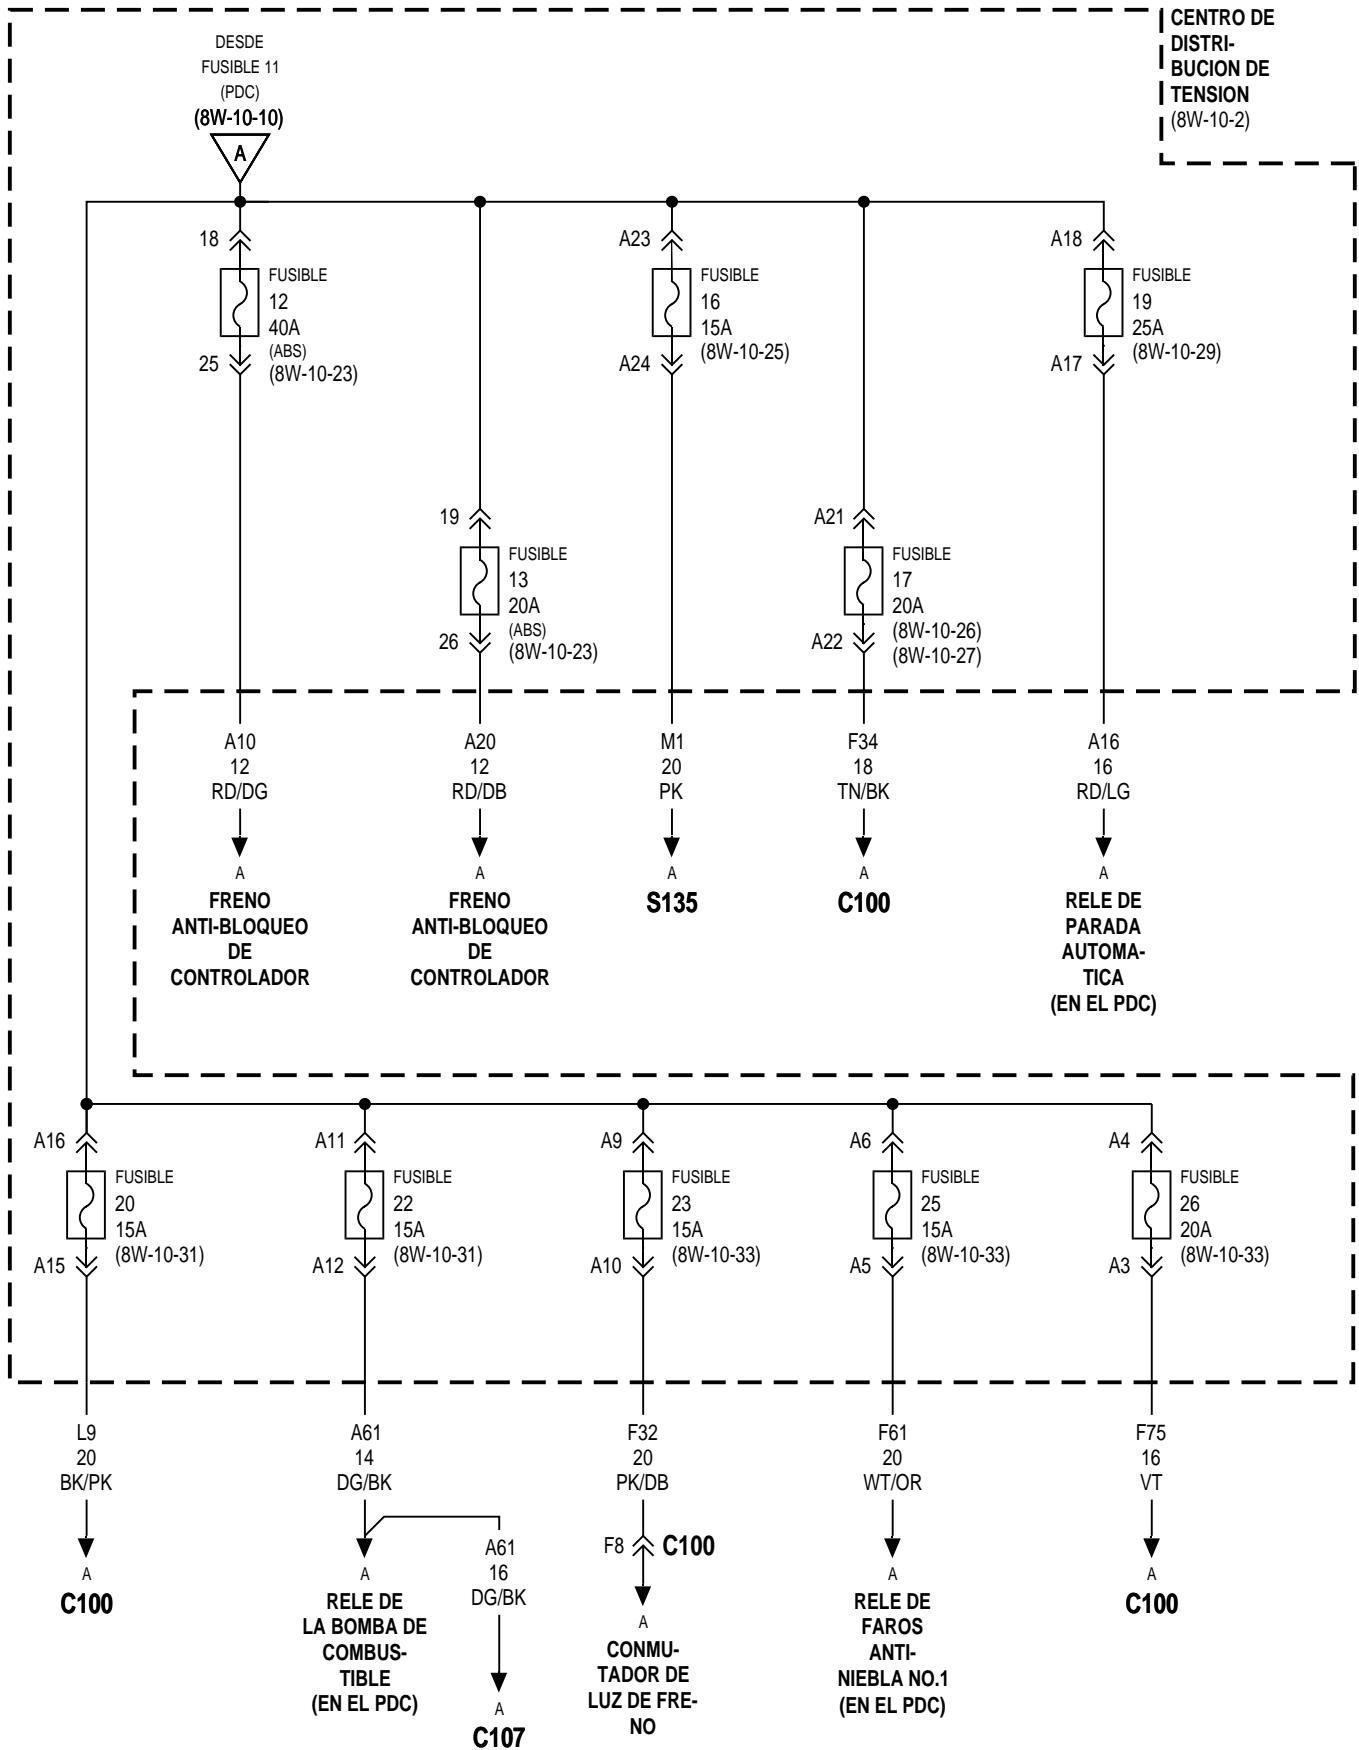 CENTRO DE
DISTRI-
BUCION DE
TENSION
(8W-10-2)
DESDE
FUSIBLE 11
(PDC)
(8W-10-10)
A
18
FUSIBLE
12
40A
(ABS)
(8W-10-23)
25
A23
FUSIBLE
16
15A
(8W-10-25)
A24
A18
FUSIBLE
19
25A
(8W-10-29)
A17
19
FUSIBLE
13
20A
(ABS)
(8W-10-23)
26
A21
FUSIBLE
17
20A
(8W-10-26)
(8W-10-27)
A22
A10
12
RD/DG
A
FRENO
ANTI-BLOQUEO
DE
CONTROLADOR
A20
12
RD/DB
A
FRENO
ANTI-BLOQUEO
DE
CONTROLADOR
M1
20
PK
A
S135
F34
18
TN/BK
A
C100
A16
16
RD/LG
A
RELE DE
PARADA
AUTOMA-
TICA
(EN EL PDC)
A16
FUSIBLE
20
15A
(8W-10-31)
A15
A11
FUSIBLE
22
15A
(8W-10-31)
A12
A9
FUSIBLE
23
15A
(8W-10-33)
A10
A6
FUSIBLE
25
15A
(8W-10-33)
A5
A4
FUSIBLE
26
20A
(8W-10-33)
A3
L9
20
BK/PK
A
C100
A61
14
DG/BK
A
RELE DE
LA BOMBA DE
COMBUS-
TIBLE
(EN EL PDC)
A61
16
DG/BK
A
C107
F32
20
PK/DB
F8
C100
A
CONMU-
TADOR DE
LUZ DE FRE-
NO
F61
20
WT/OR
A
RELE DE
FAROS
ANTI-
NIEBLA NO.1
(EN EL PDC)
F75
16
VT
A
C100